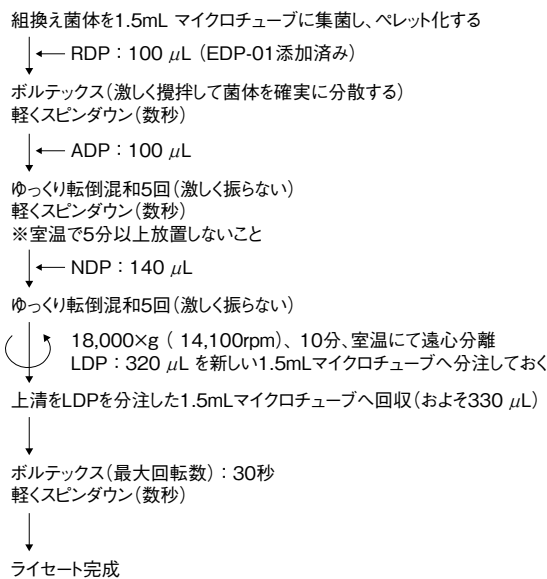 組換え菌体を1.5mL マイクロチューブに集菌し、ペレット化する
RDP：100 μL （EDP-01添加済み）
ボルテックス（激しく攪拌して菌体を確実に分散する）
軽くスピンダウン（数秒）
ADP：100 μL
ゆっくり転倒混和5回（激しく振らない）
軽くスピンダウン（数秒）
※室温で5分以上放置しないこと
NDP：140 μL
ゆっくり転倒混和5回（激しく振らない）
18,000×g （ 14,100rpm）、10分、室温にて遠心分離
LDP：320 μL を新しい1.5mLマイクロチューブへ分注しておく
上清をLDPを分注した1.5mLマイクロチューブへ回収（およそ330 μL）
ボルテックス（最大回転数）：30秒
軽くスピンダウン（数秒）
ライセート完成